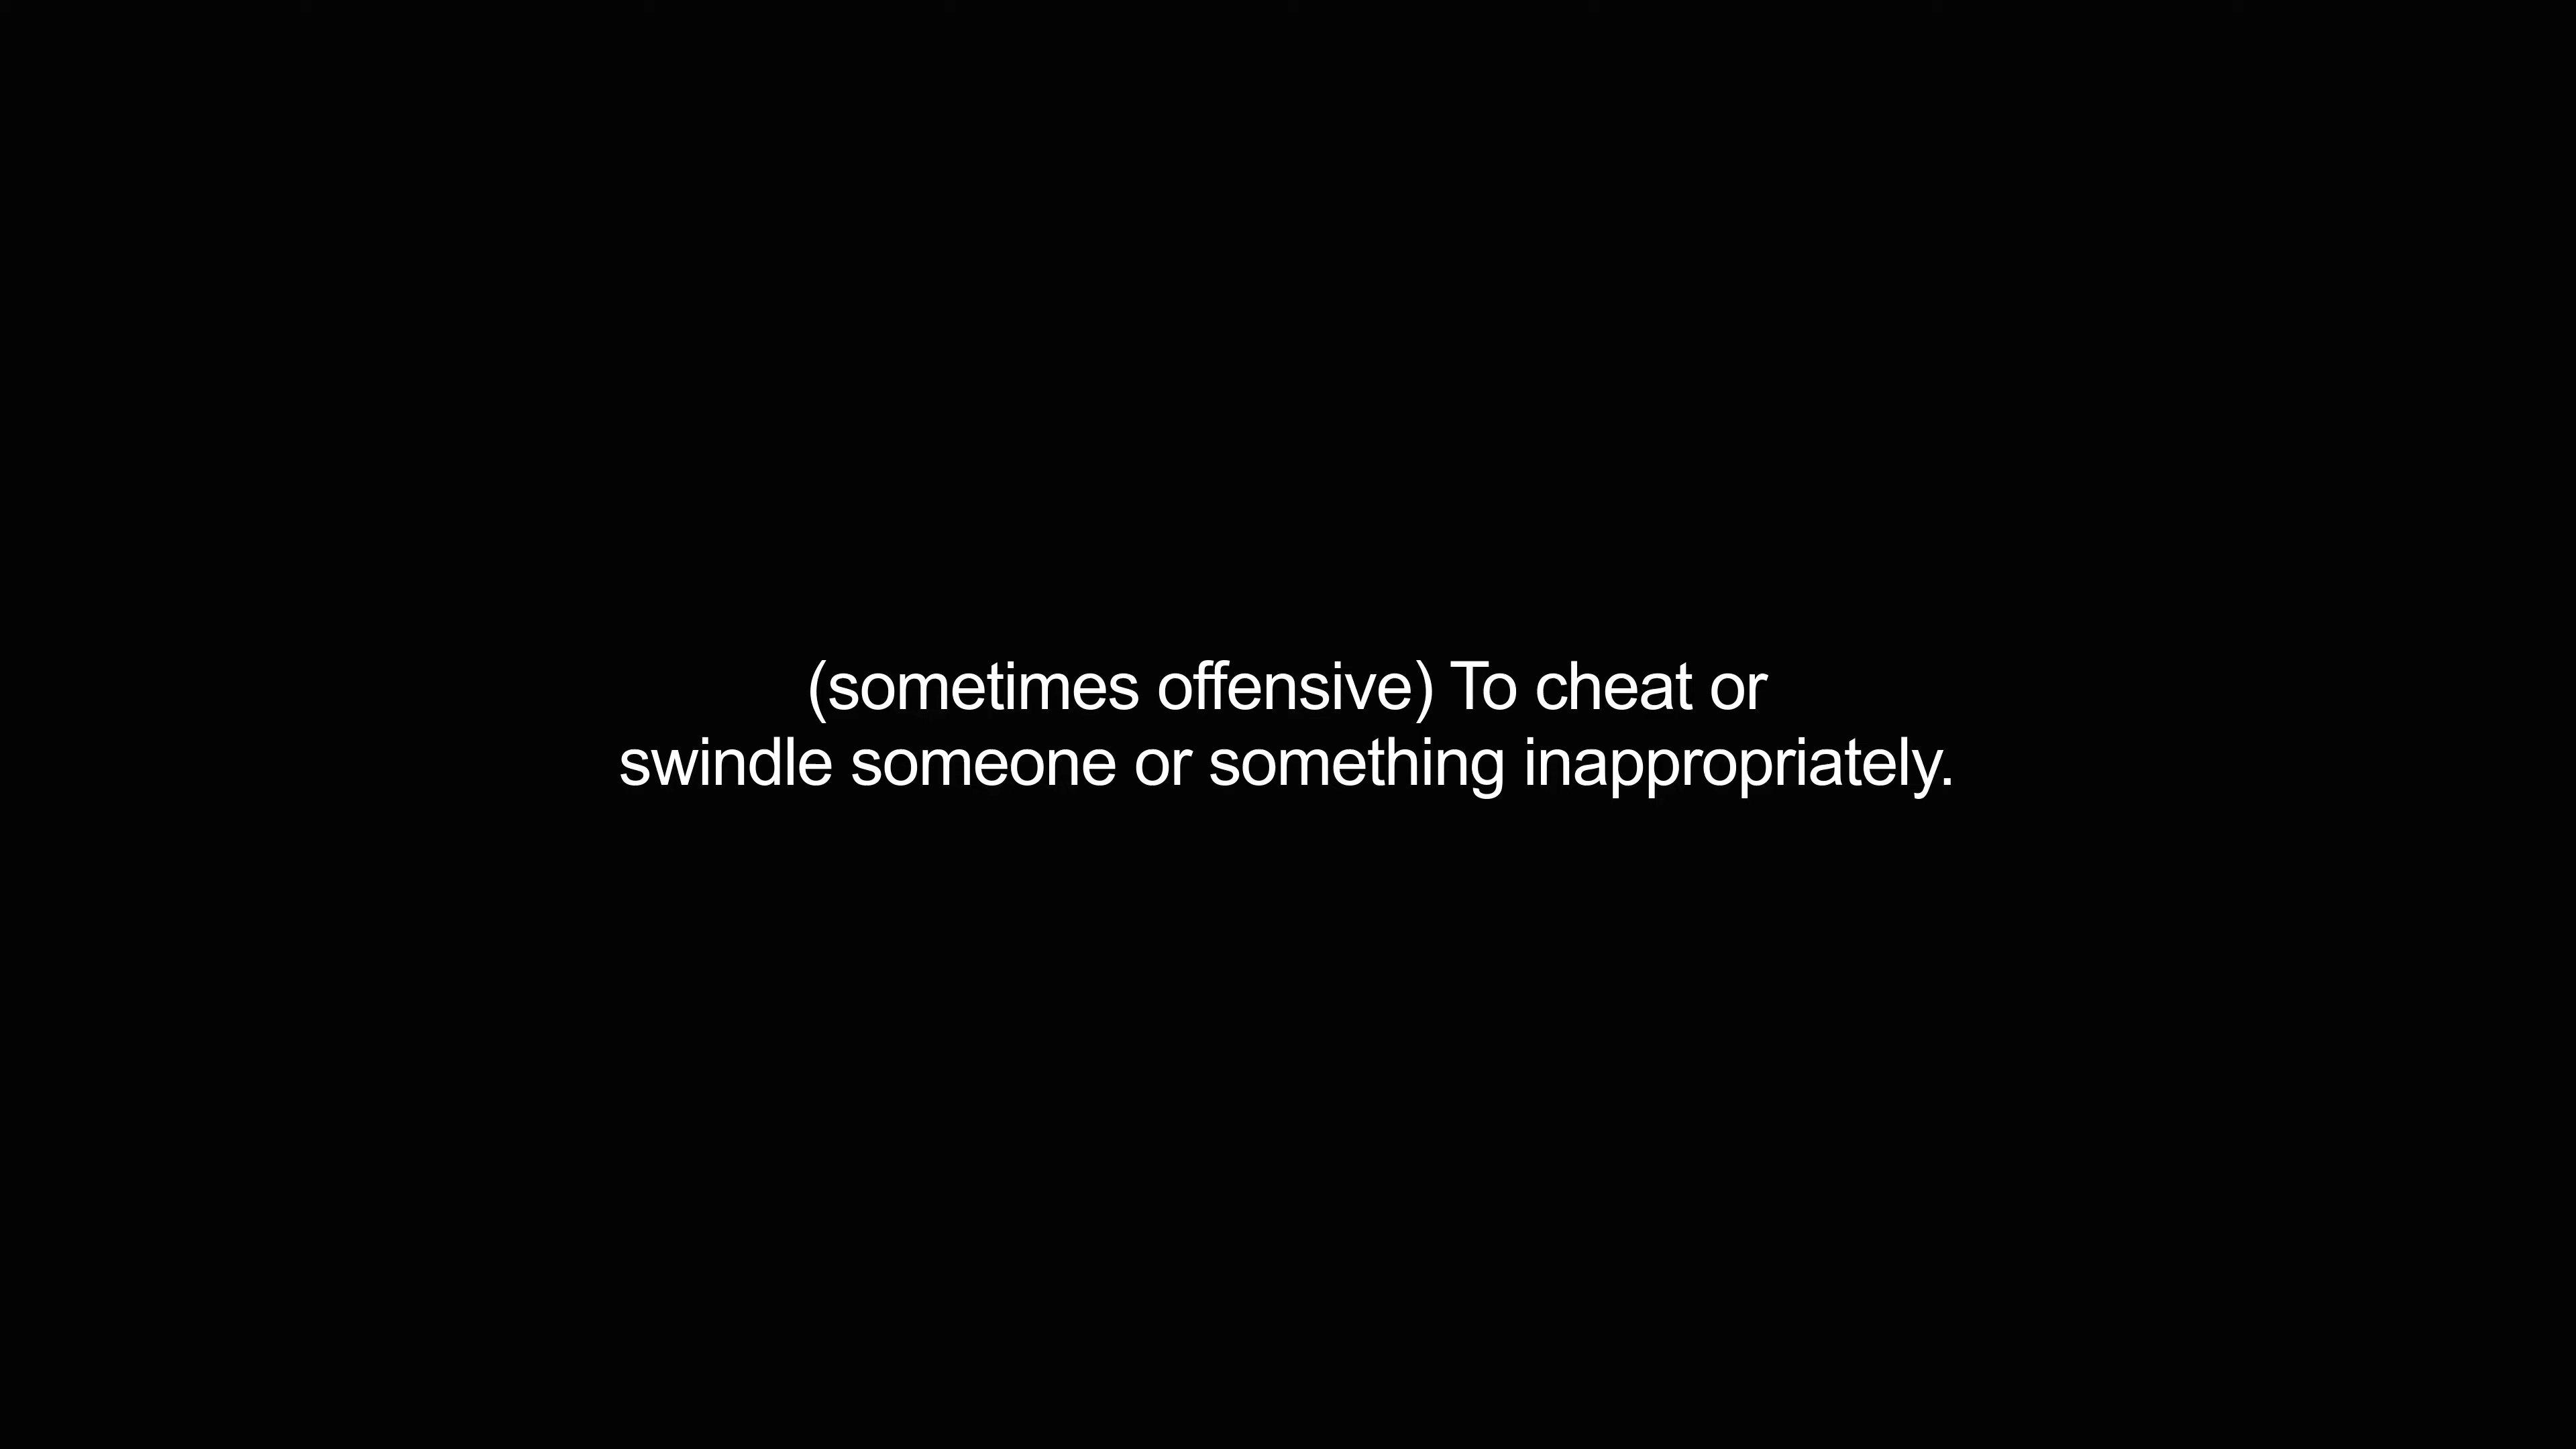 (sometimes offensive) To cheat or
swindle someone or something inappropriately.